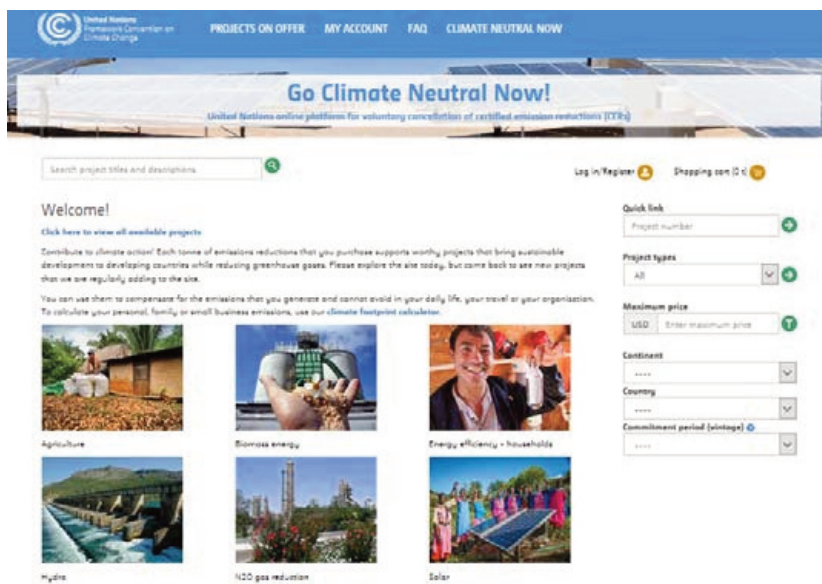 United Nations
Framework Convention on
Climate Change
PROJECTS ON OFFER MY ACCOUNT FAQ CLIMATE NEUTRAL NOW
Go Climate Neutral Now!
United Nations online platform for voluntary cancellation of certified emission reductions (CERs)
Search project titles and descriptions
Log in/Register Shopping cart (0 t)
Welcome!
Click here to view all available projects
Contribute to climate action! Each tonne of emissions reductions that you purchase supports worthy projects that bring sustainable
development to developing countries while reducing greenhouse gases. Please explore the site today, but come back to see new projects
that we are regularly adding to the site.
You can use them to compensate for the emissions that you generate and cannot avoid in your daily life, your travel or your organisation.
To calculate your personal, family or small business emissions, use our climate footprint calculator.
Agriculture
Biomass energy
Energy efficiency - households
Hydro
N2O gas reduction
Solar
Quick link
Project number
Project types
All
Maximum price
USD Enter maximum price
Continent
----
Country
----
Commitment period (vintage)
----